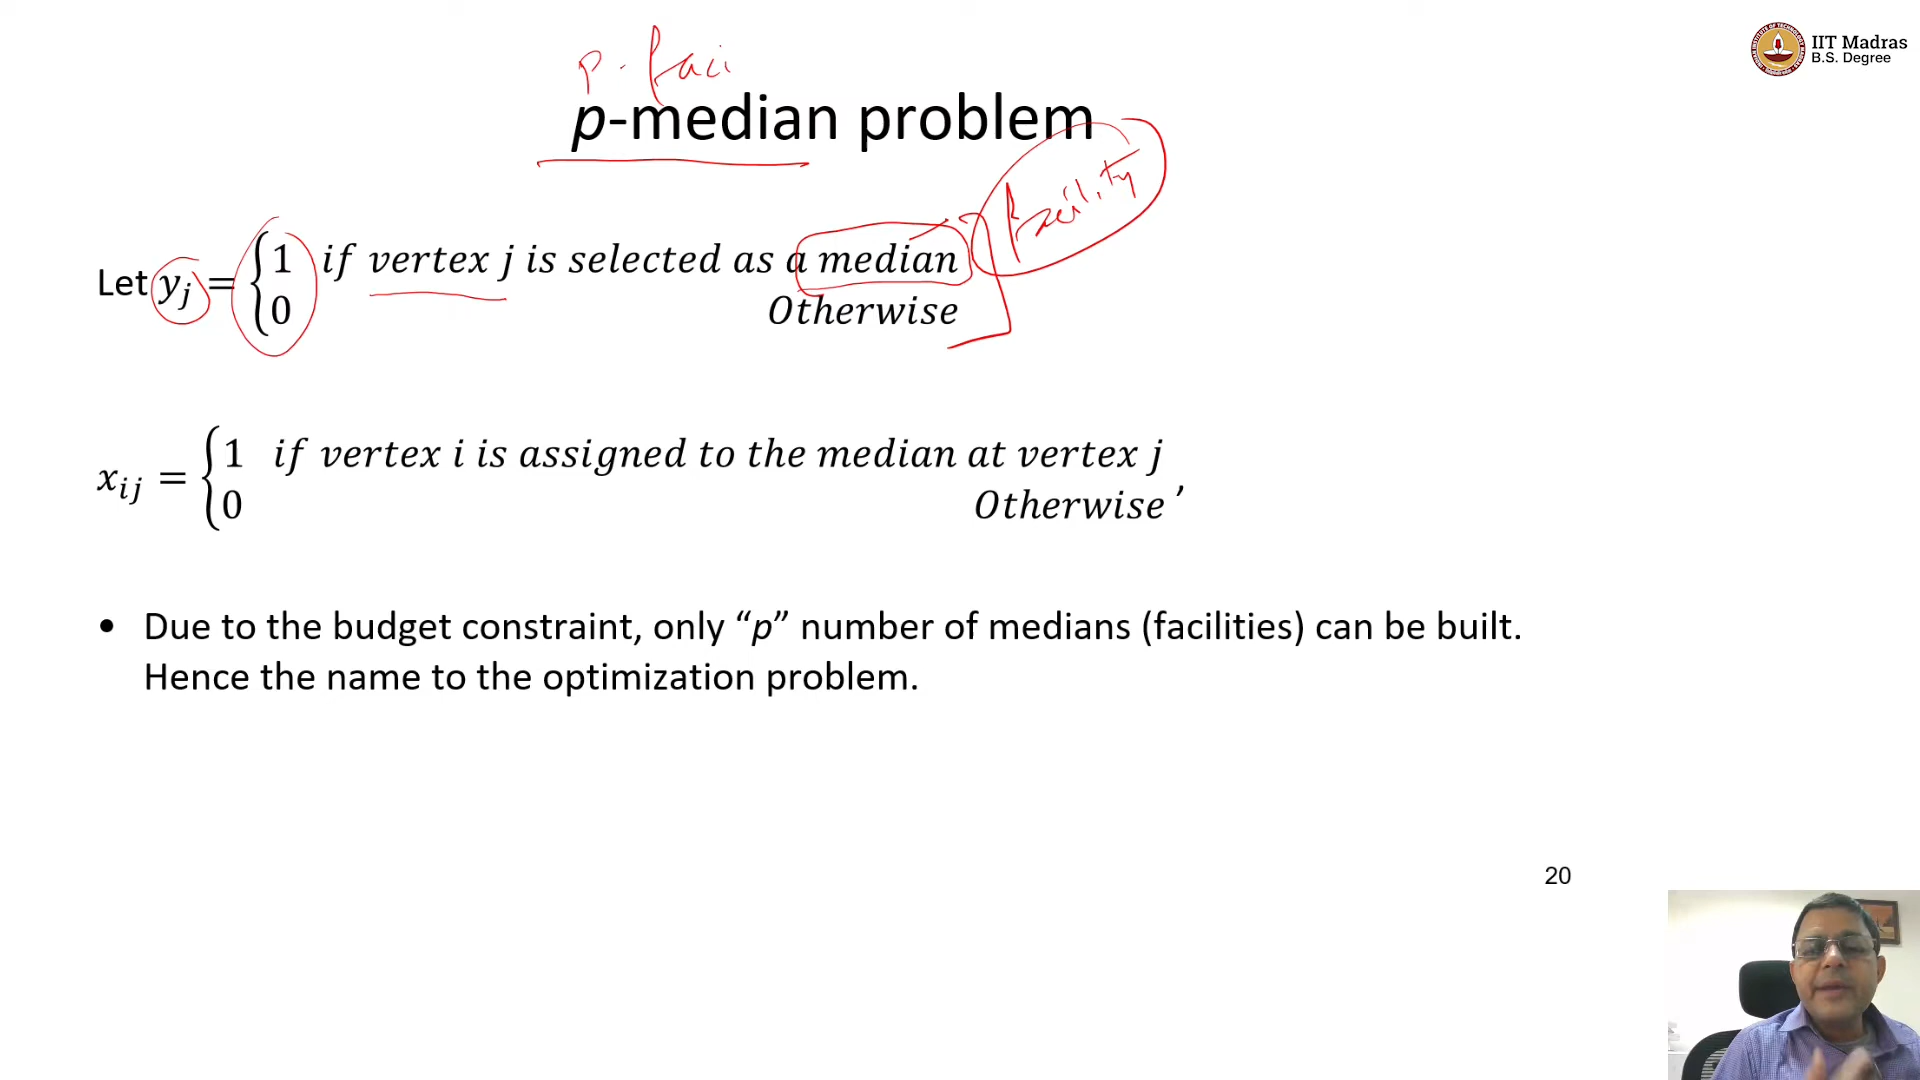 IIT Madras
B.S. Degree
p. faci
p-median problem
facility
Let y_j = {1 if vertex j is selected as a median
0 Otherwise
x_ij = {1 if vertex i is assigned to the median at vertex j
0 Otherwise ,
• Due to the budget constraint, only “p” number of medians (facilities) can be built.
Hence the name to the optimization problem.
20